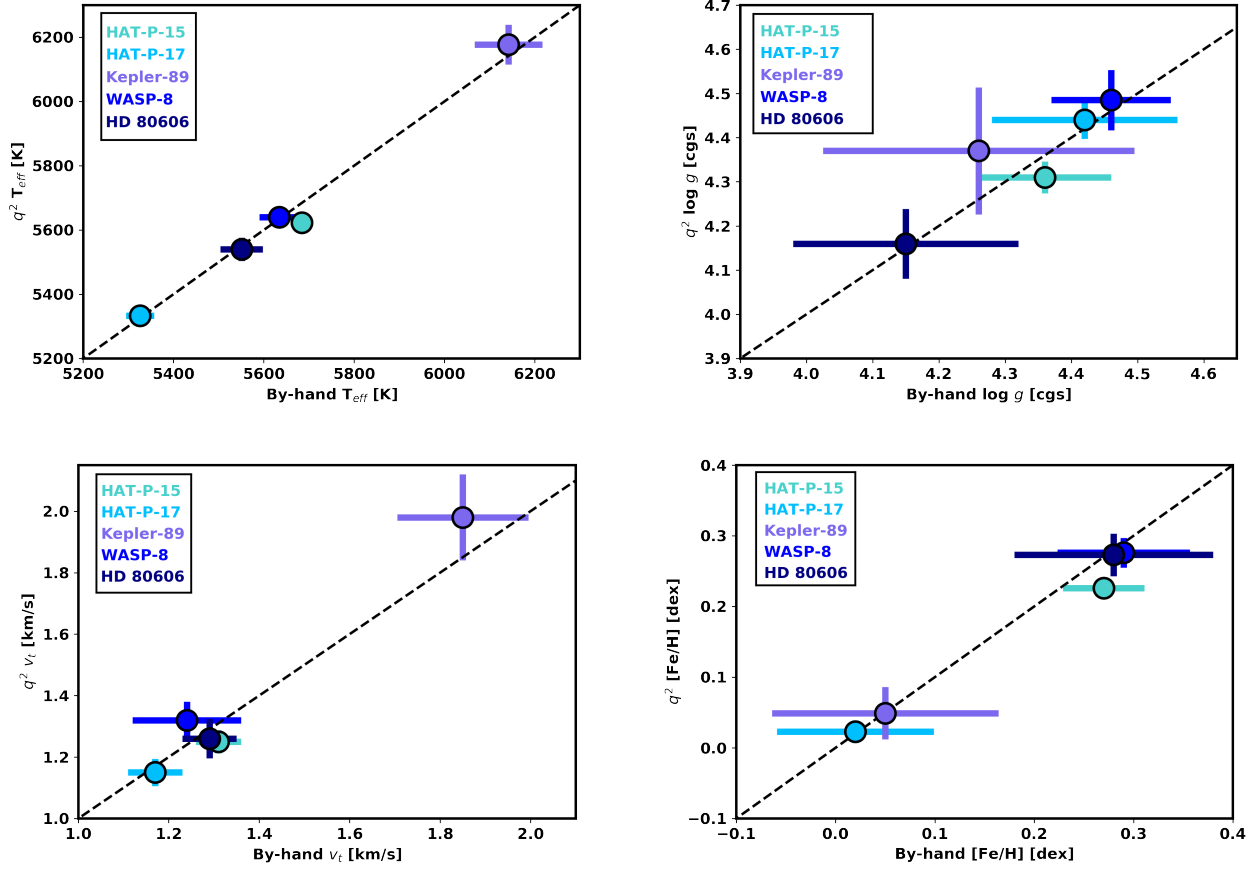 6200
6000
5800
5600
5400
5200
q² T_eff [K]
HAT-P-15
HAT-P-17
Kepler-89
WASP-8
HD 80606
5200 5400 5600 5800 6000 6200
By-hand T_eff [K]
4.7
4.6
4.5
4.4
4.3
4.2
4.1
4.0
3.9
q² log g [cgs]
HAT-P-15
HAT-P-17
Kepler-89
WASP-8
HD 80606
3.9 4.0 4.1 4.2 4.3 4.4 4.5 4.6
By-hand log g [cgs]
2.0
1.8
1.6
1.4
1.2
1.0
q² v_t [km/s]
HAT-P-15
HAT-P-17
Kepler-89
WASP-8
HD 80606
1.0 1.2 1.4 1.6 1.8 2.0
By-hand v_t [km/s]
0.4
0.3
0.2
0.1
0.0
−0.1
q² [Fe/H] [dex]
HAT-P-15
HAT-P-17
Kepler-89
WASP-8
HD 80606
−0.1 0.0 0.1 0.2 0.3 0.4
By-hand [Fe/H] [dex]